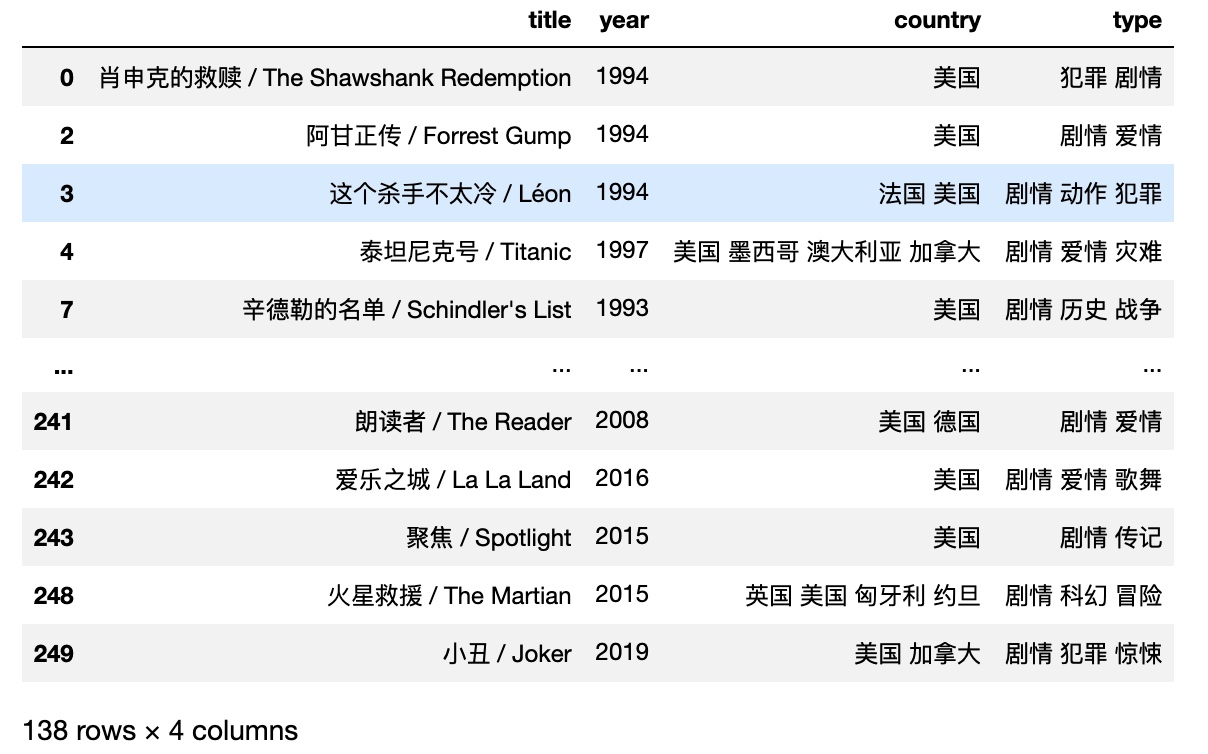 title year country type
0 肖申克的救赎 / The Shawshank Redemption 1994 美国 犯罪 剧情
2 阿甘正传 / Forrest Gump 1994 美国 剧情 爱情
3 这个杀手不太冷 / Léon 1994 法国 美国 剧情 动作 犯罪
4 泰坦尼克号 / Titanic 1997 美国 墨西哥 澳大利亚 加拿大 剧情 爱情 灾难
7 辛德勒的名单 / Schindler's List 1993 美国 剧情 历史 战争
... ... ... ... ...
241 朗读者 / The Reader 2008 美国 德国 剧情 爱情
242 爱乐之城 / La La Land 2016 美国 剧情 爱情 歌舞
243 聚焦 / Spotlight 2015 美国 剧情 传记
248 火星救援 / The Martian 2015 英国 美国 匈牙利 约旦 剧情 科幻 冒险
249 小丑 / Joker 2019 美国 加拿大 剧情 犯罪 惊悚
138 rows × 4 columns